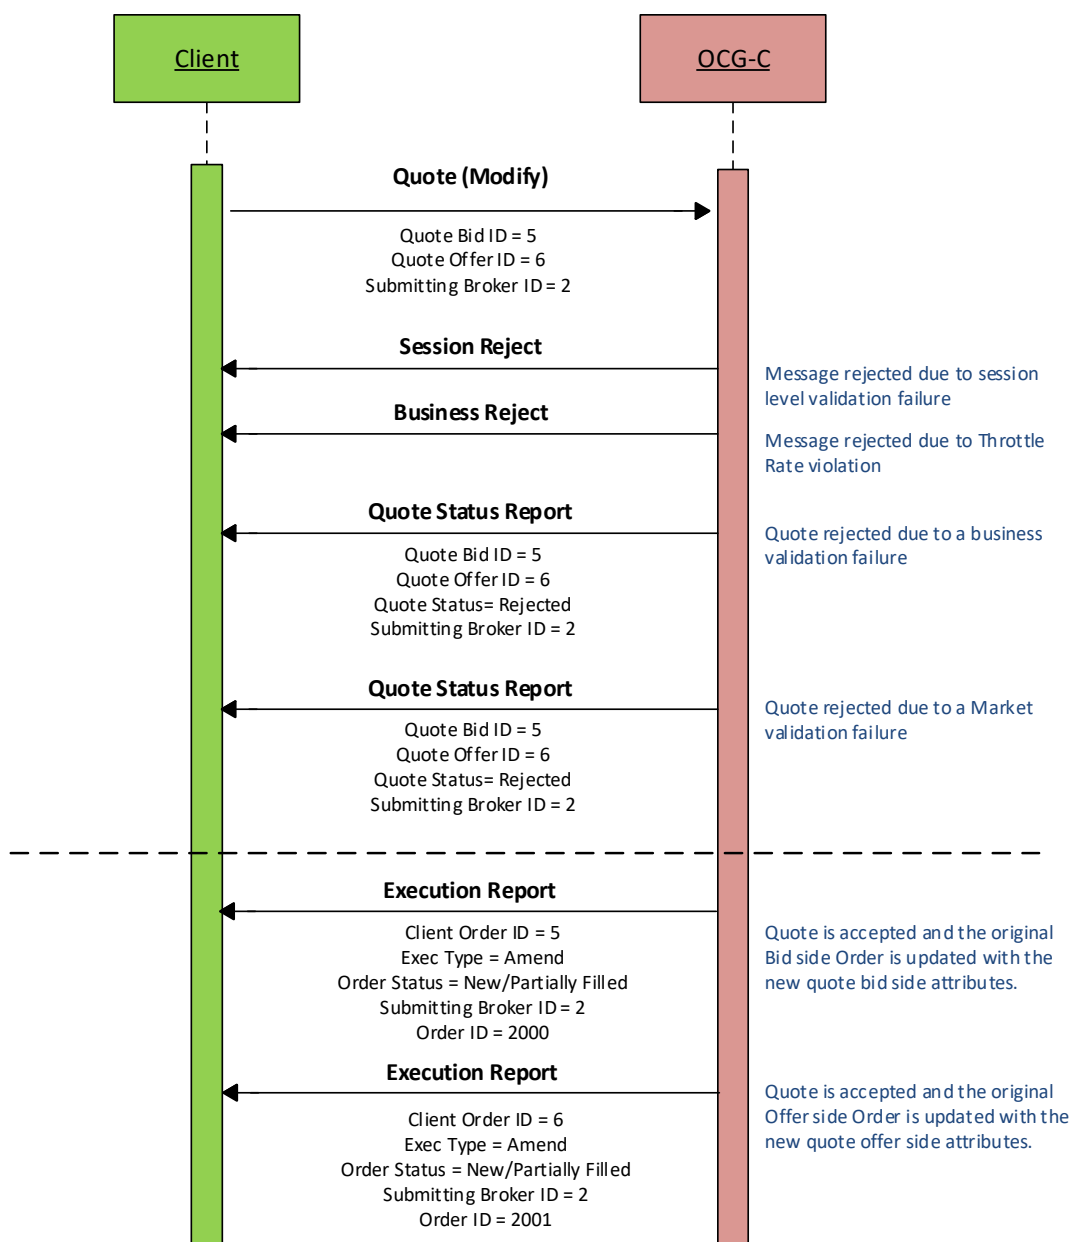 Client
OCG-C
Quote (Modify)
Quote Bid ID = 5
Quote Offer ID = 6
Submitting Broker ID = 2
Session Reject
Message rejected due to session
level validation failure
Business Reject
Message rejected due to Throttle
Rate violation
Quote Status Report
Quote rejected due to a business
validation failure
Quote Bid ID = 5
Quote Offer ID = 6
Quote Status= Rejected
Submitting Broker ID = 2
Quote Status Report
Quote rejected due to a Market
validation failure
Quote Bid ID = 5
Quote Offer ID = 6
Quote Status= Rejected
Submitting Broker ID = 2
Execution Report
Client Order ID = 5
Exec Type = Amend
Order Status = New/Partially Filled
Submitting Broker ID = 2
Order ID = 2000
Quote is accepted and the original
Bid side Order is updated with the
new quote bid side attributes.
Execution Report
Client Order ID = 6
Exec Type = Amend
Order Status = New/Partially Filled
Submitting Broker ID = 2
Order ID = 2001
Quote is accepted and the original
Offer side Order is updated with the
new quote offer side attributes.